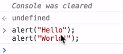 Console was cleared
undefined
alert("Hello");
alert("World");